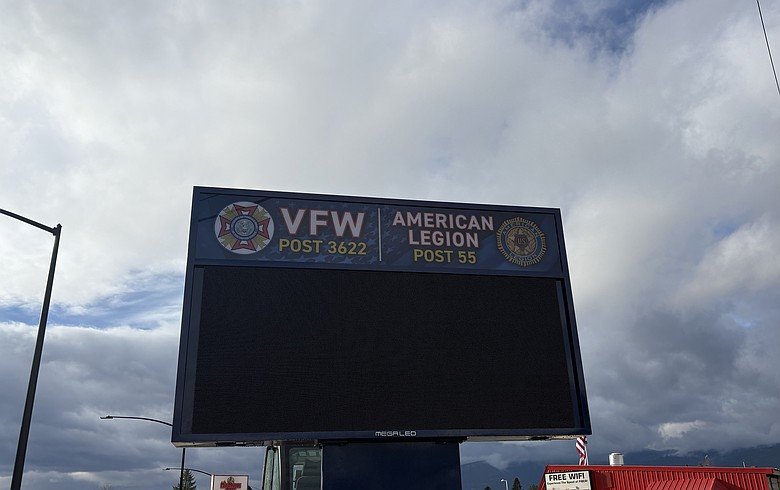 VFW
POST 3622
AMERICAN
LEGION
POST 55
MEGALED
FREE WIFI